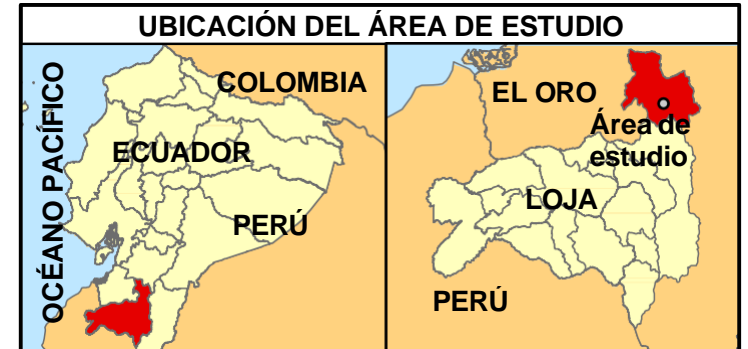 UBICACIÓN DEL ÁREA DE ESTUDIO
OCÉANO PACÍFICO
COLOMBIA
ECUADOR
PERÚ
EL ORO
Área de
estudio
LOJA
PERÚ